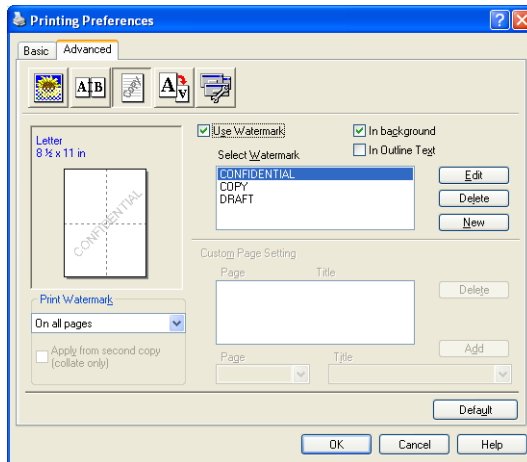 Printing Preferences
Basic
Advanced
A B
COPY
A
V
Letter
8 ½ x 11 in
CONFIDENTIAL
Use Watermark
In background
In Outline Text
Select Watermark
CONFIDENTIAL
COPY
DRAFT
Edit
Delete
New
Custom Page Setting
Page Title
Delete
Add
Page Title
Print Watermark
On all pages
Apply from second copy
(collate only)
Default
OK Cancel Help